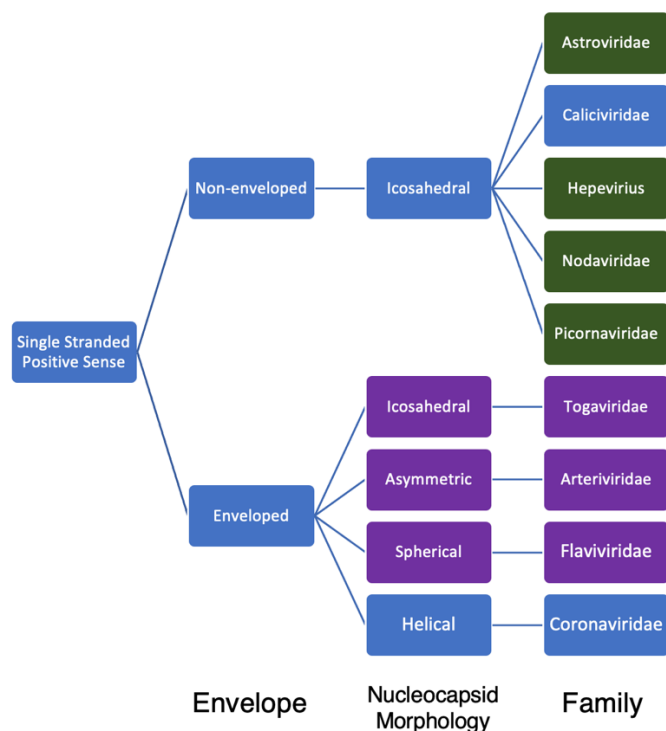 Astroviridae
Caliciviridae
Non-enveloped
Icosahedral
Hepevirius
Nodaviridae
Picornaviridae
Single Stranded
Positive Sense
Icosahedral
Togaviridae
Asymmetric
Arteriviridae
Enveloped
Spherical
Flaviviridae
Helical
Coronaviridae
Envelope
Nucleocapsid
Morphology
Family